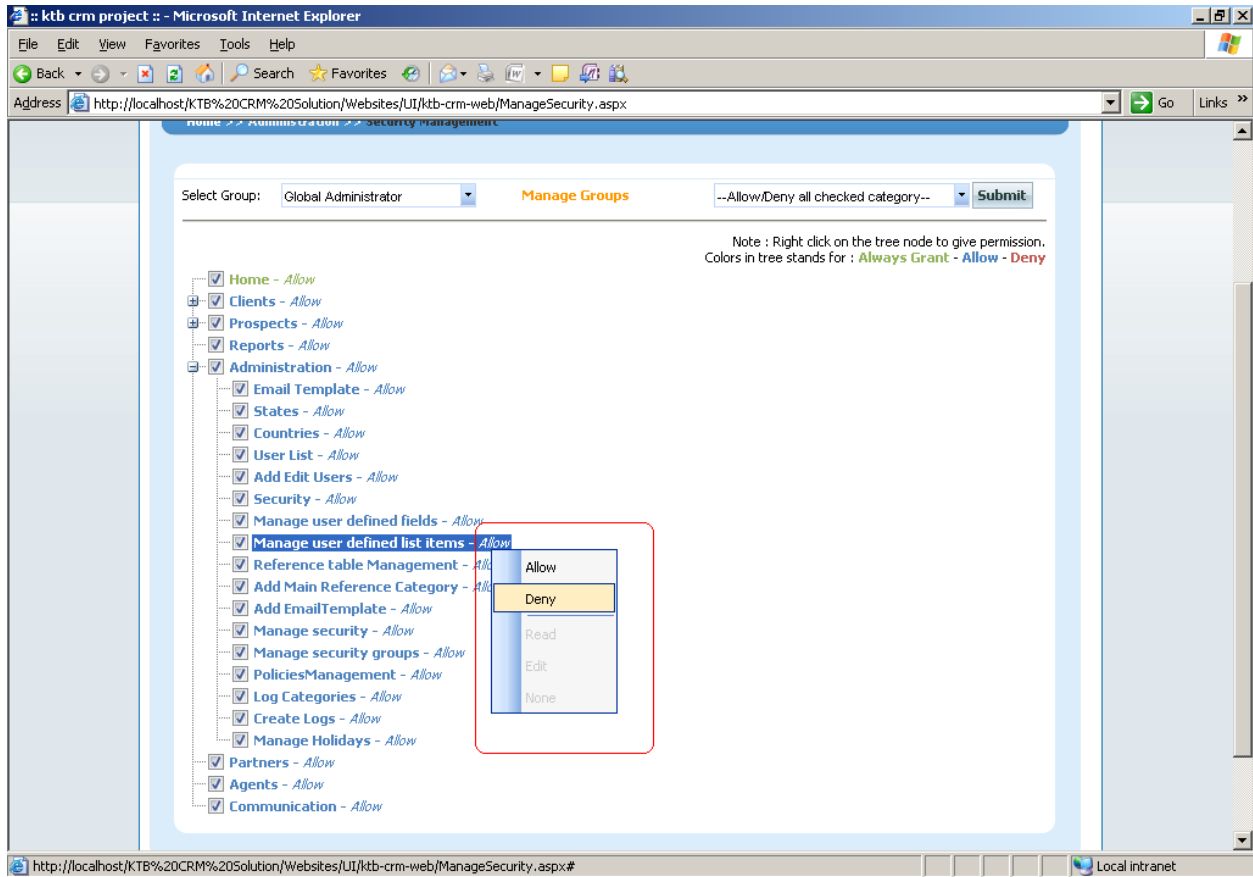 :: ktb crm project :: - Microsoft Internet Explorer
File Edit View Favorites Tools Help
Back Search Favorites
Address http://localhost/KTB%20CRM%20Solution/Websites/UI/ktb-crm-web/ManageSecurity.aspx Go Links »
Home >> Administration >> Security Management
Select Group: Global Administrator Manage Groups --Allow/Deny all checked category-- Submit
Note : Right click on the tree node to give permission.
Colors in tree stands for : Always Grant - Allow - Deny
Home - Allow
Clients - Allow
Prospects - Allow
Reports - Allow
Administration - Allow
Email Template - Allow
States - Allow
Countries - Allow
User List - Allow
Add Edit Users - Allow
Security - Allow
Manage user defined fields - Allow
Manage user defined list items - Allow
Reference table Management - Allo
Add Main Reference Category - Allo
Add EmailTemplate - Allow
Manage security - Allow
Manage security groups - Allow
PoliciesManagement - Allow
Log Categories - Allow
Create Logs - Allow
Manage Holidays - Allow
Partners - Allow
Agents - Allow
Communication - Allow
Allow
Deny
Read
Edit
None
http://localhost/KTB%20CRM%20Solution/Websites/UI/ktb-crm-web/ManageSecurity.aspx# Local intranet